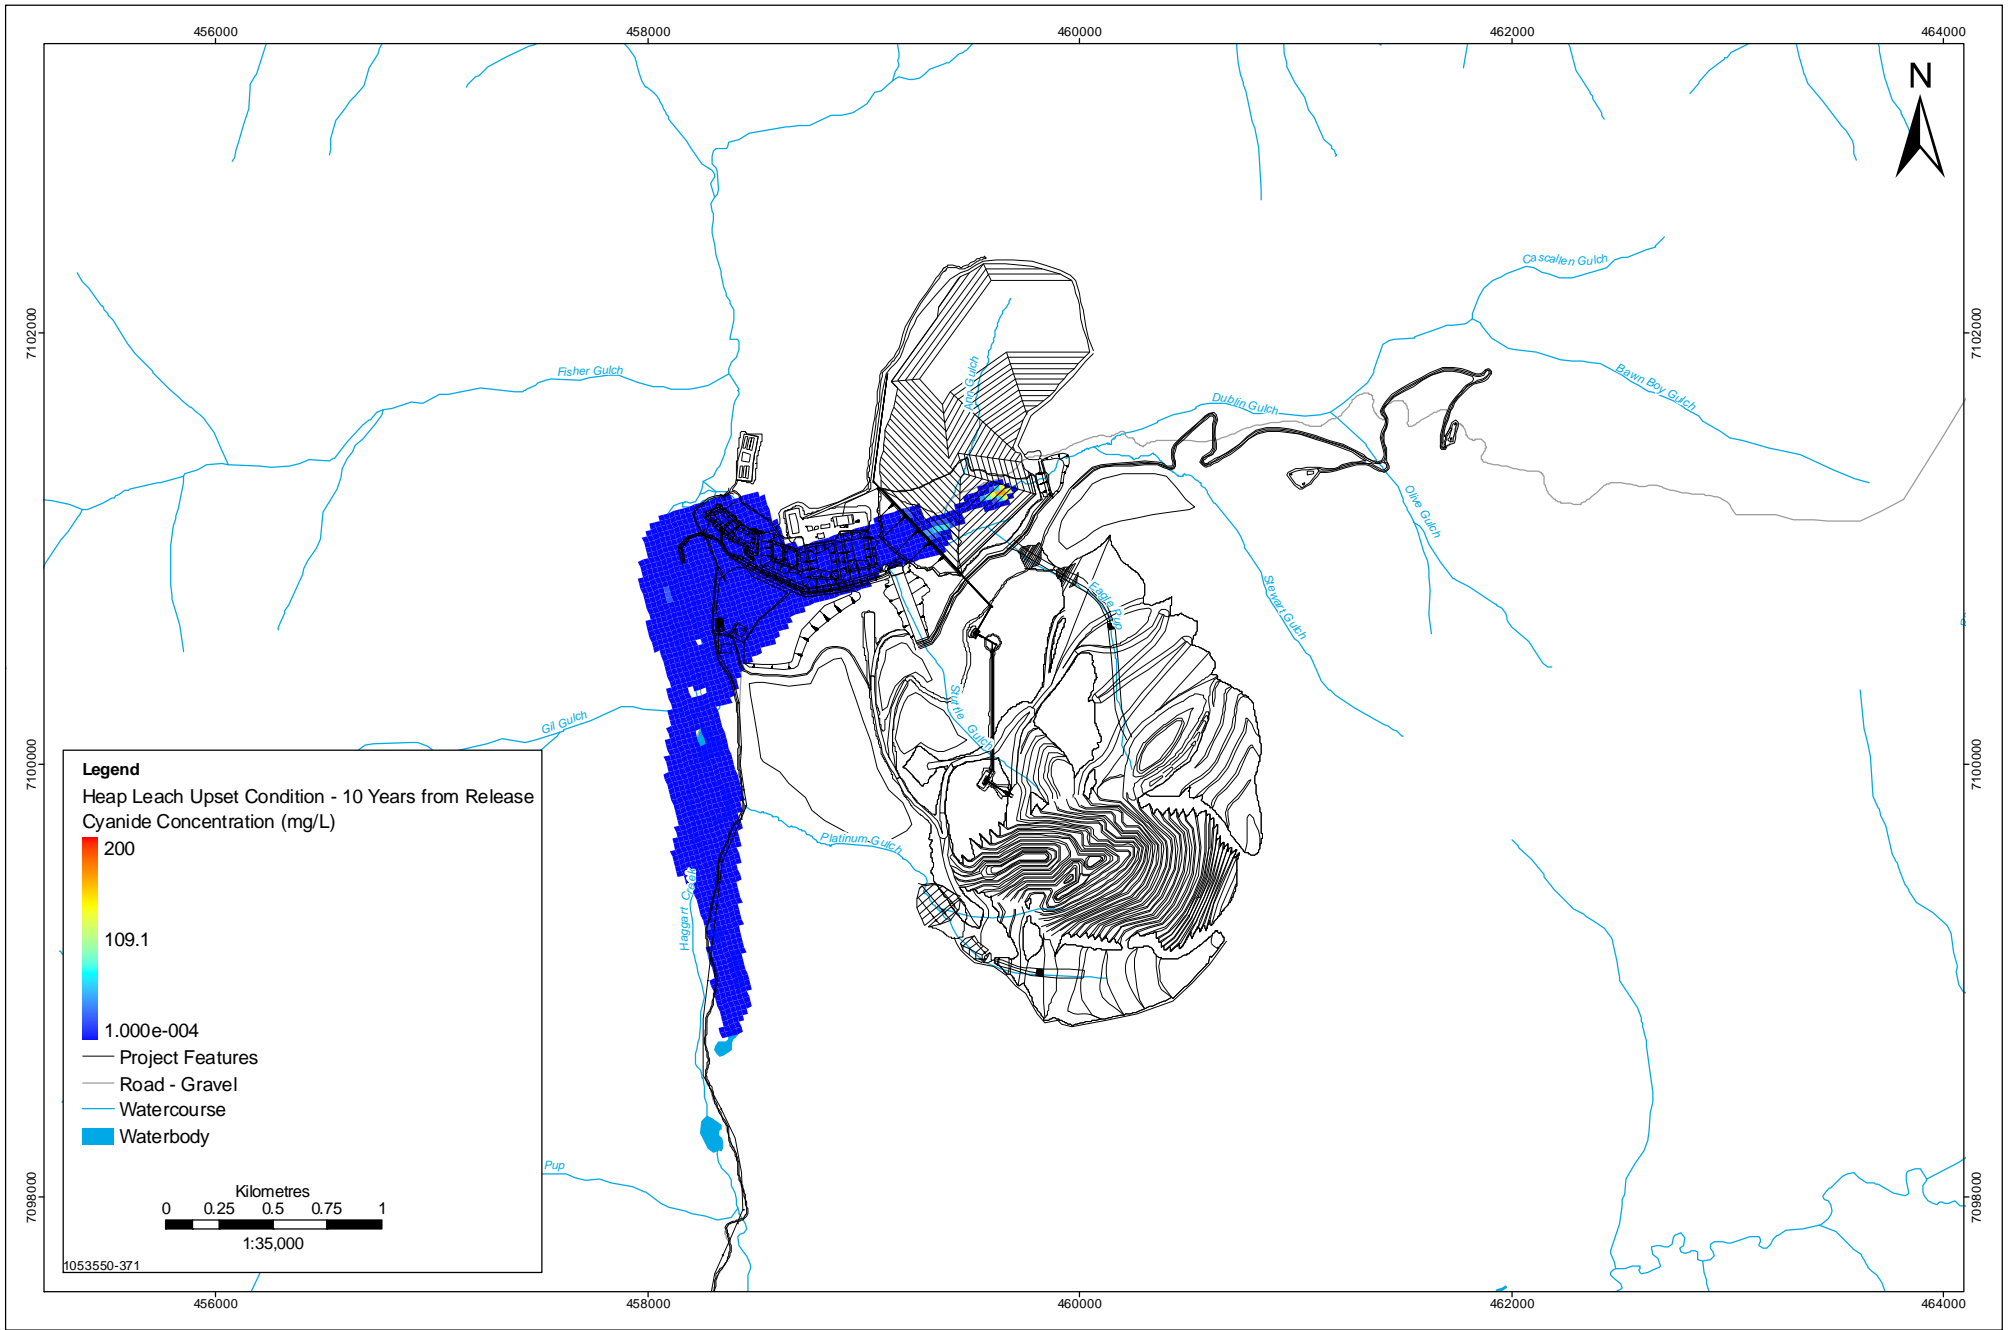 456000
458000
460000
462000
464000
N
Cascallen Gulch
7102000
7102000
Fisher Gulch
Ann Gulch
Bawn Boy Gulch
Dublin Gulch
Olive Gulch
Eagle Pup
Stewart Gulch
Gil Gulch
Stuttle Gulch
7100000
7100000
Legend
Heap Leach Upset Condition - 10 Years from Release
Cyanide Concentration (mg/L)
200
109.1
1.000e-004
Project Features
Road - Gravel
Watercourse
Waterbody
Platinum Gulch
Haggart Creek
Pup
7098000
7098000
Kilometres
0 0.25 0.5 0.75 1
1:35,000
1053550-371
456000
458000
460000
462000
464000